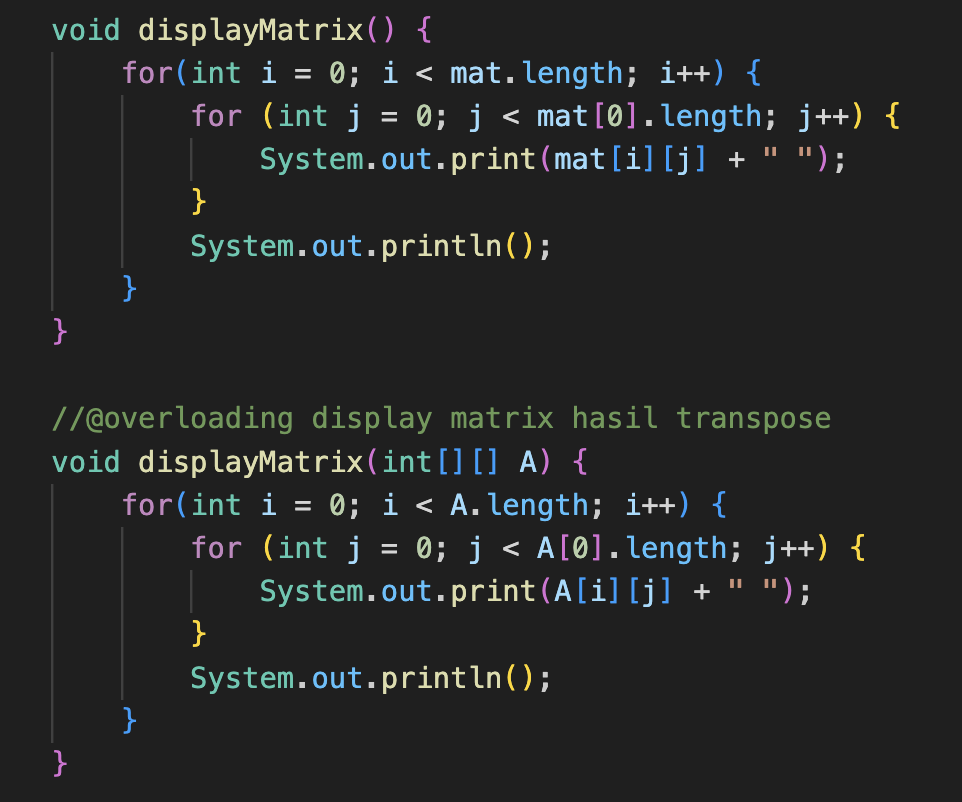 void displayMatrix() {
    for(int i = 0; i < mat.length; i++) {
        for (int j = 0; j < mat[0].length; j++) {
            System.out.print(mat[i][j] + " ");
        }
        System.out.println();
    }
}

//@overloading display matrix hasil transpose
void displayMatrix(int[][] A) {
    for(int i = 0; i < A.length; i++) {
        for (int j = 0; j < A[0].length; j++) {
            System.out.print(A[i][j] + " ");
        }
        System.out.println();
    }
}